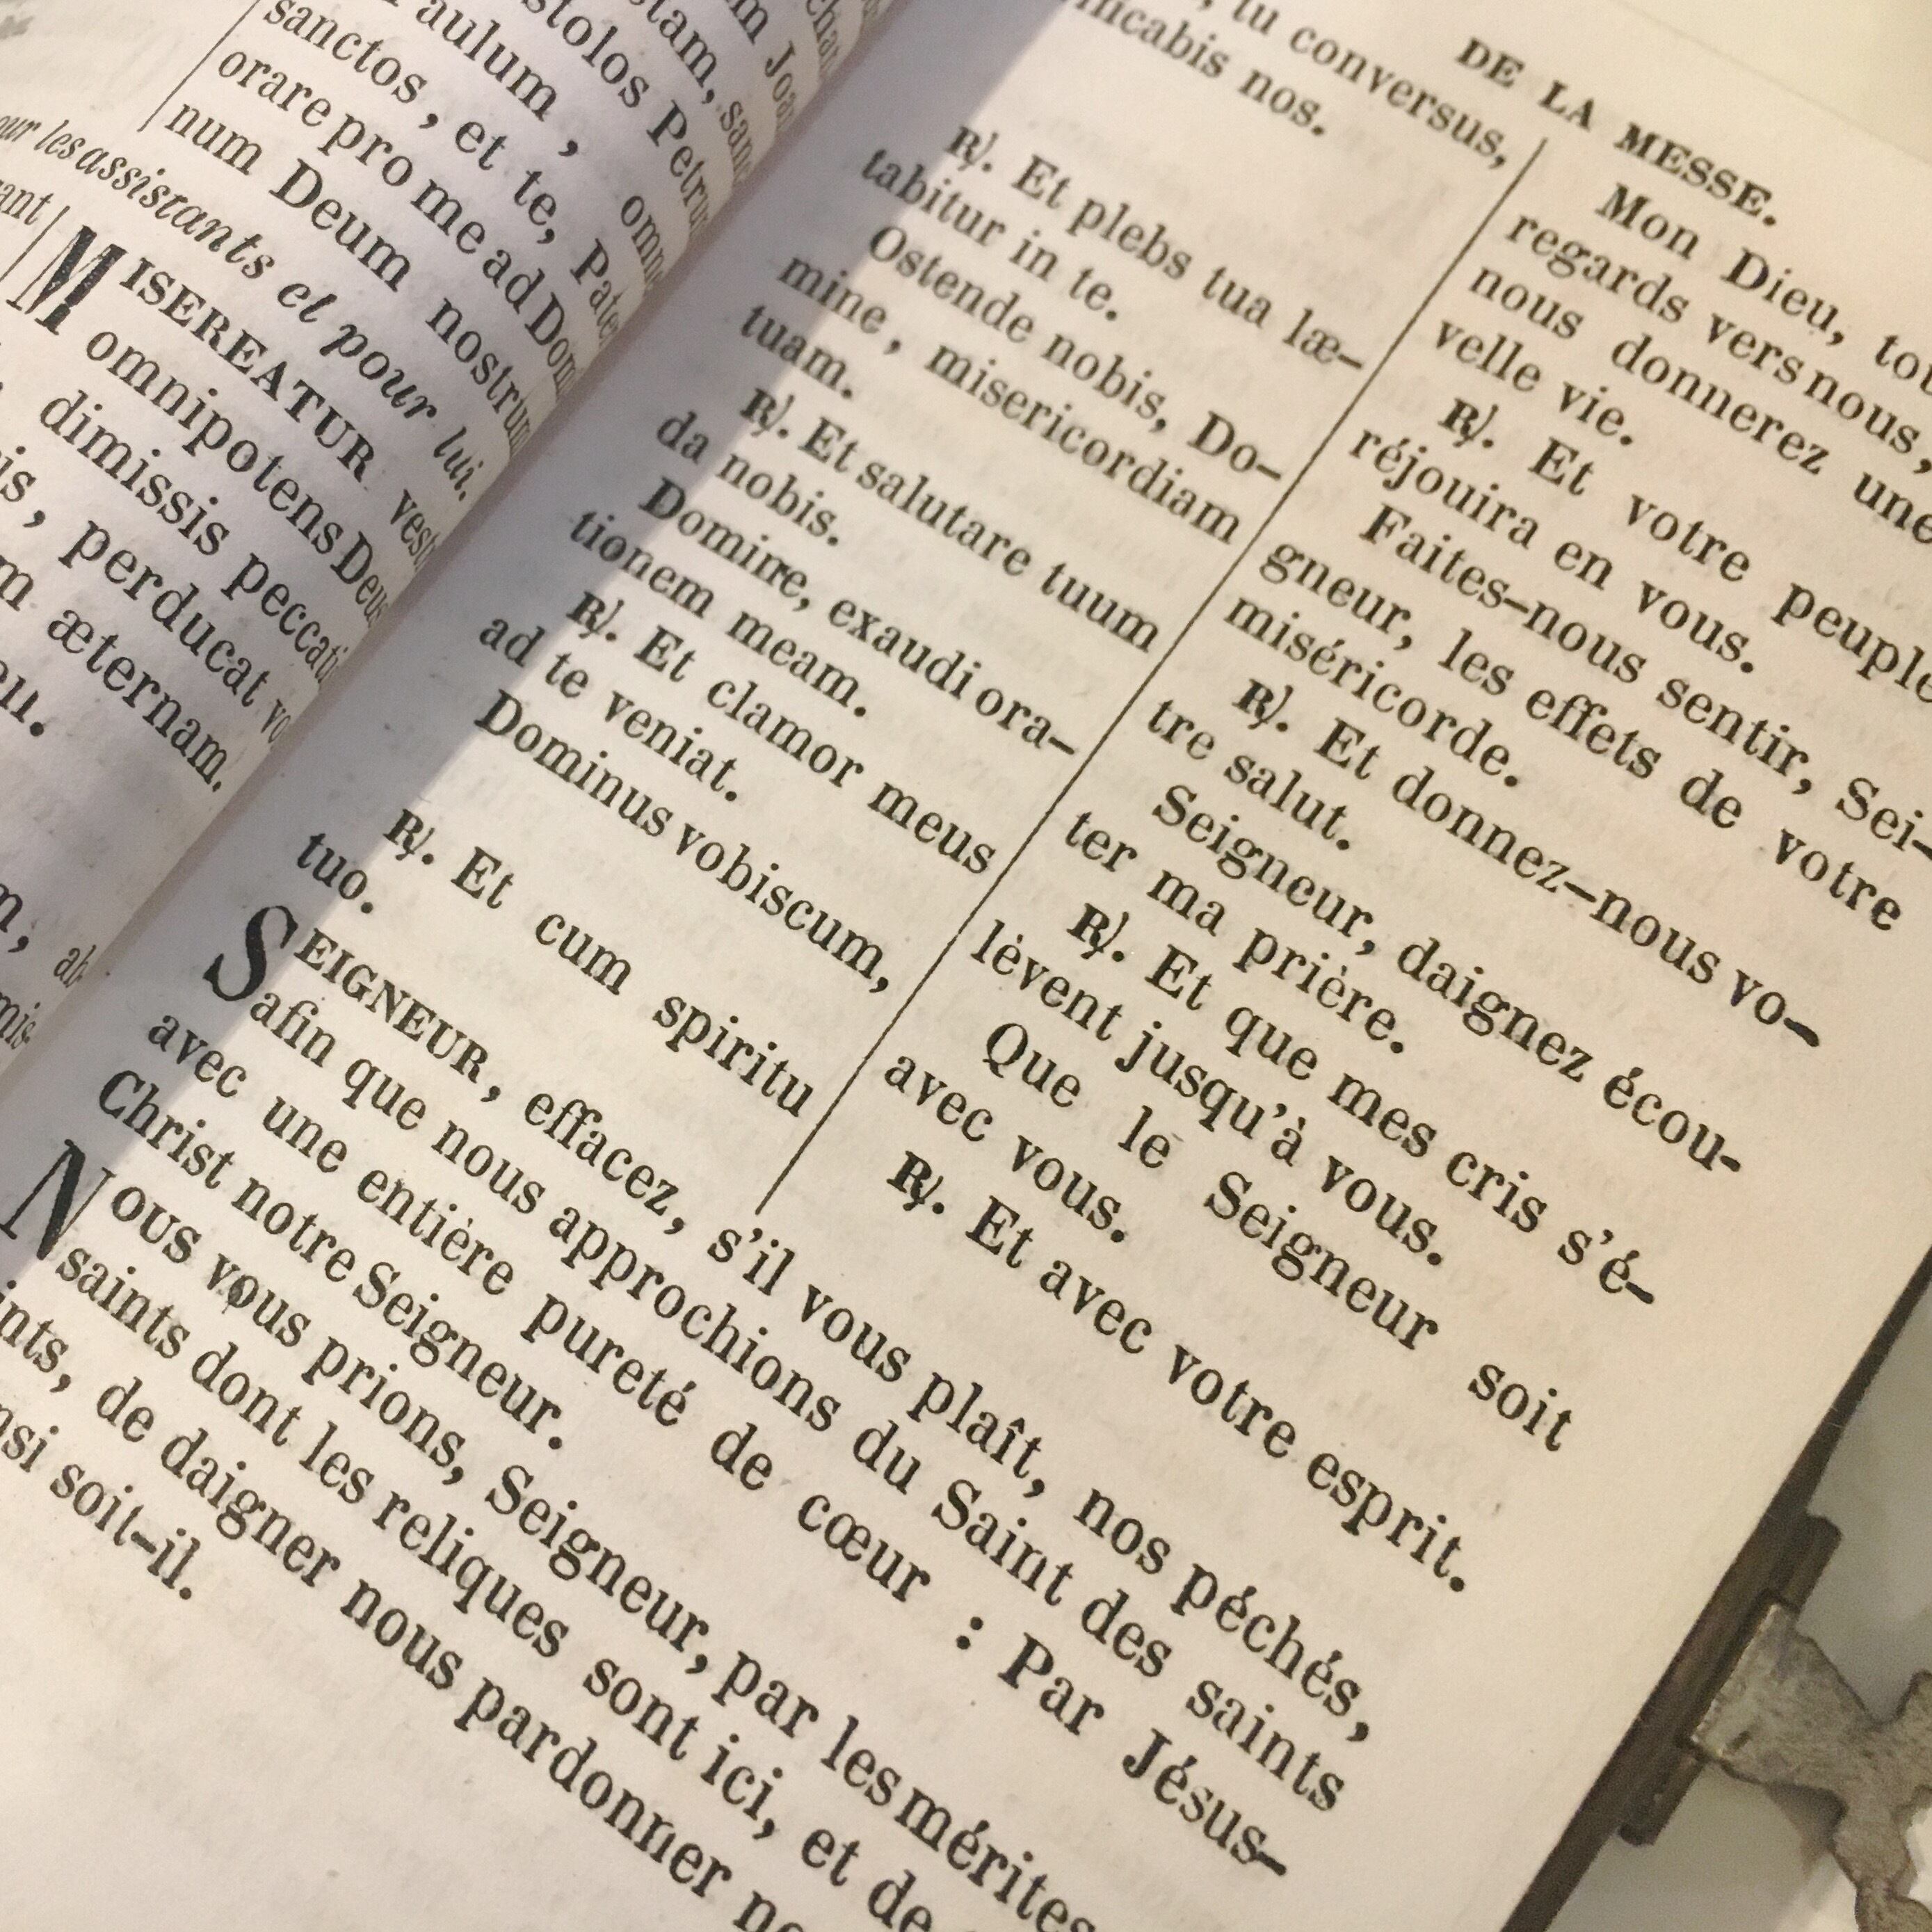 aulum, omn
sanctos, et te, Pater
orare pro me ad Dom
num Deum nostrum
les assistants et pour lui.
MISEREATUR
omnipotens Deus
dimissis peccati
perducat
æternam.
DE LA MESSE.
tu conversus,
nos.
℟. Et plebs tua læ-
tabitur in te.
Ostende nobis, Do-
mine, misericordiam
tuam.
℟. Et salutare tuum
da nobis.
Domine, exaudi ora-
tionem meam.
℟. Et clamor meus
ad te veniat.
Dominus vobiscum,
℟. Et cum spiritu
tuo.
Mon Dieu,
regards vers nous,
nous donnerez une
velle vie.
℟. Et votre peuple
réjouira en vous.
Faites-nous sentir, Sei-
gneur, les effets de votre
miséricorde.
℟. Et donnez-nous vo-
tre salut.
Seigneur, daignez écou-
ter ma prière.
℟. Et que mes cris s'é-
lèvent jusqu'à vous.
Que le Seigneur soit
avec vous.
℟. Et avec votre esprit.
SEIGNEUR, effacez, s'il vous plaît, nos péchés,
afin que nous approchions du Saint des saints
avec une entière pureté de cœur : Par Jésus-
Christ notre Seigneur.
NOUS vous prions, Seigneur, par les mérites
saints dont les reliques sont ici, et de
de daigner nous pardonner
soit-il.